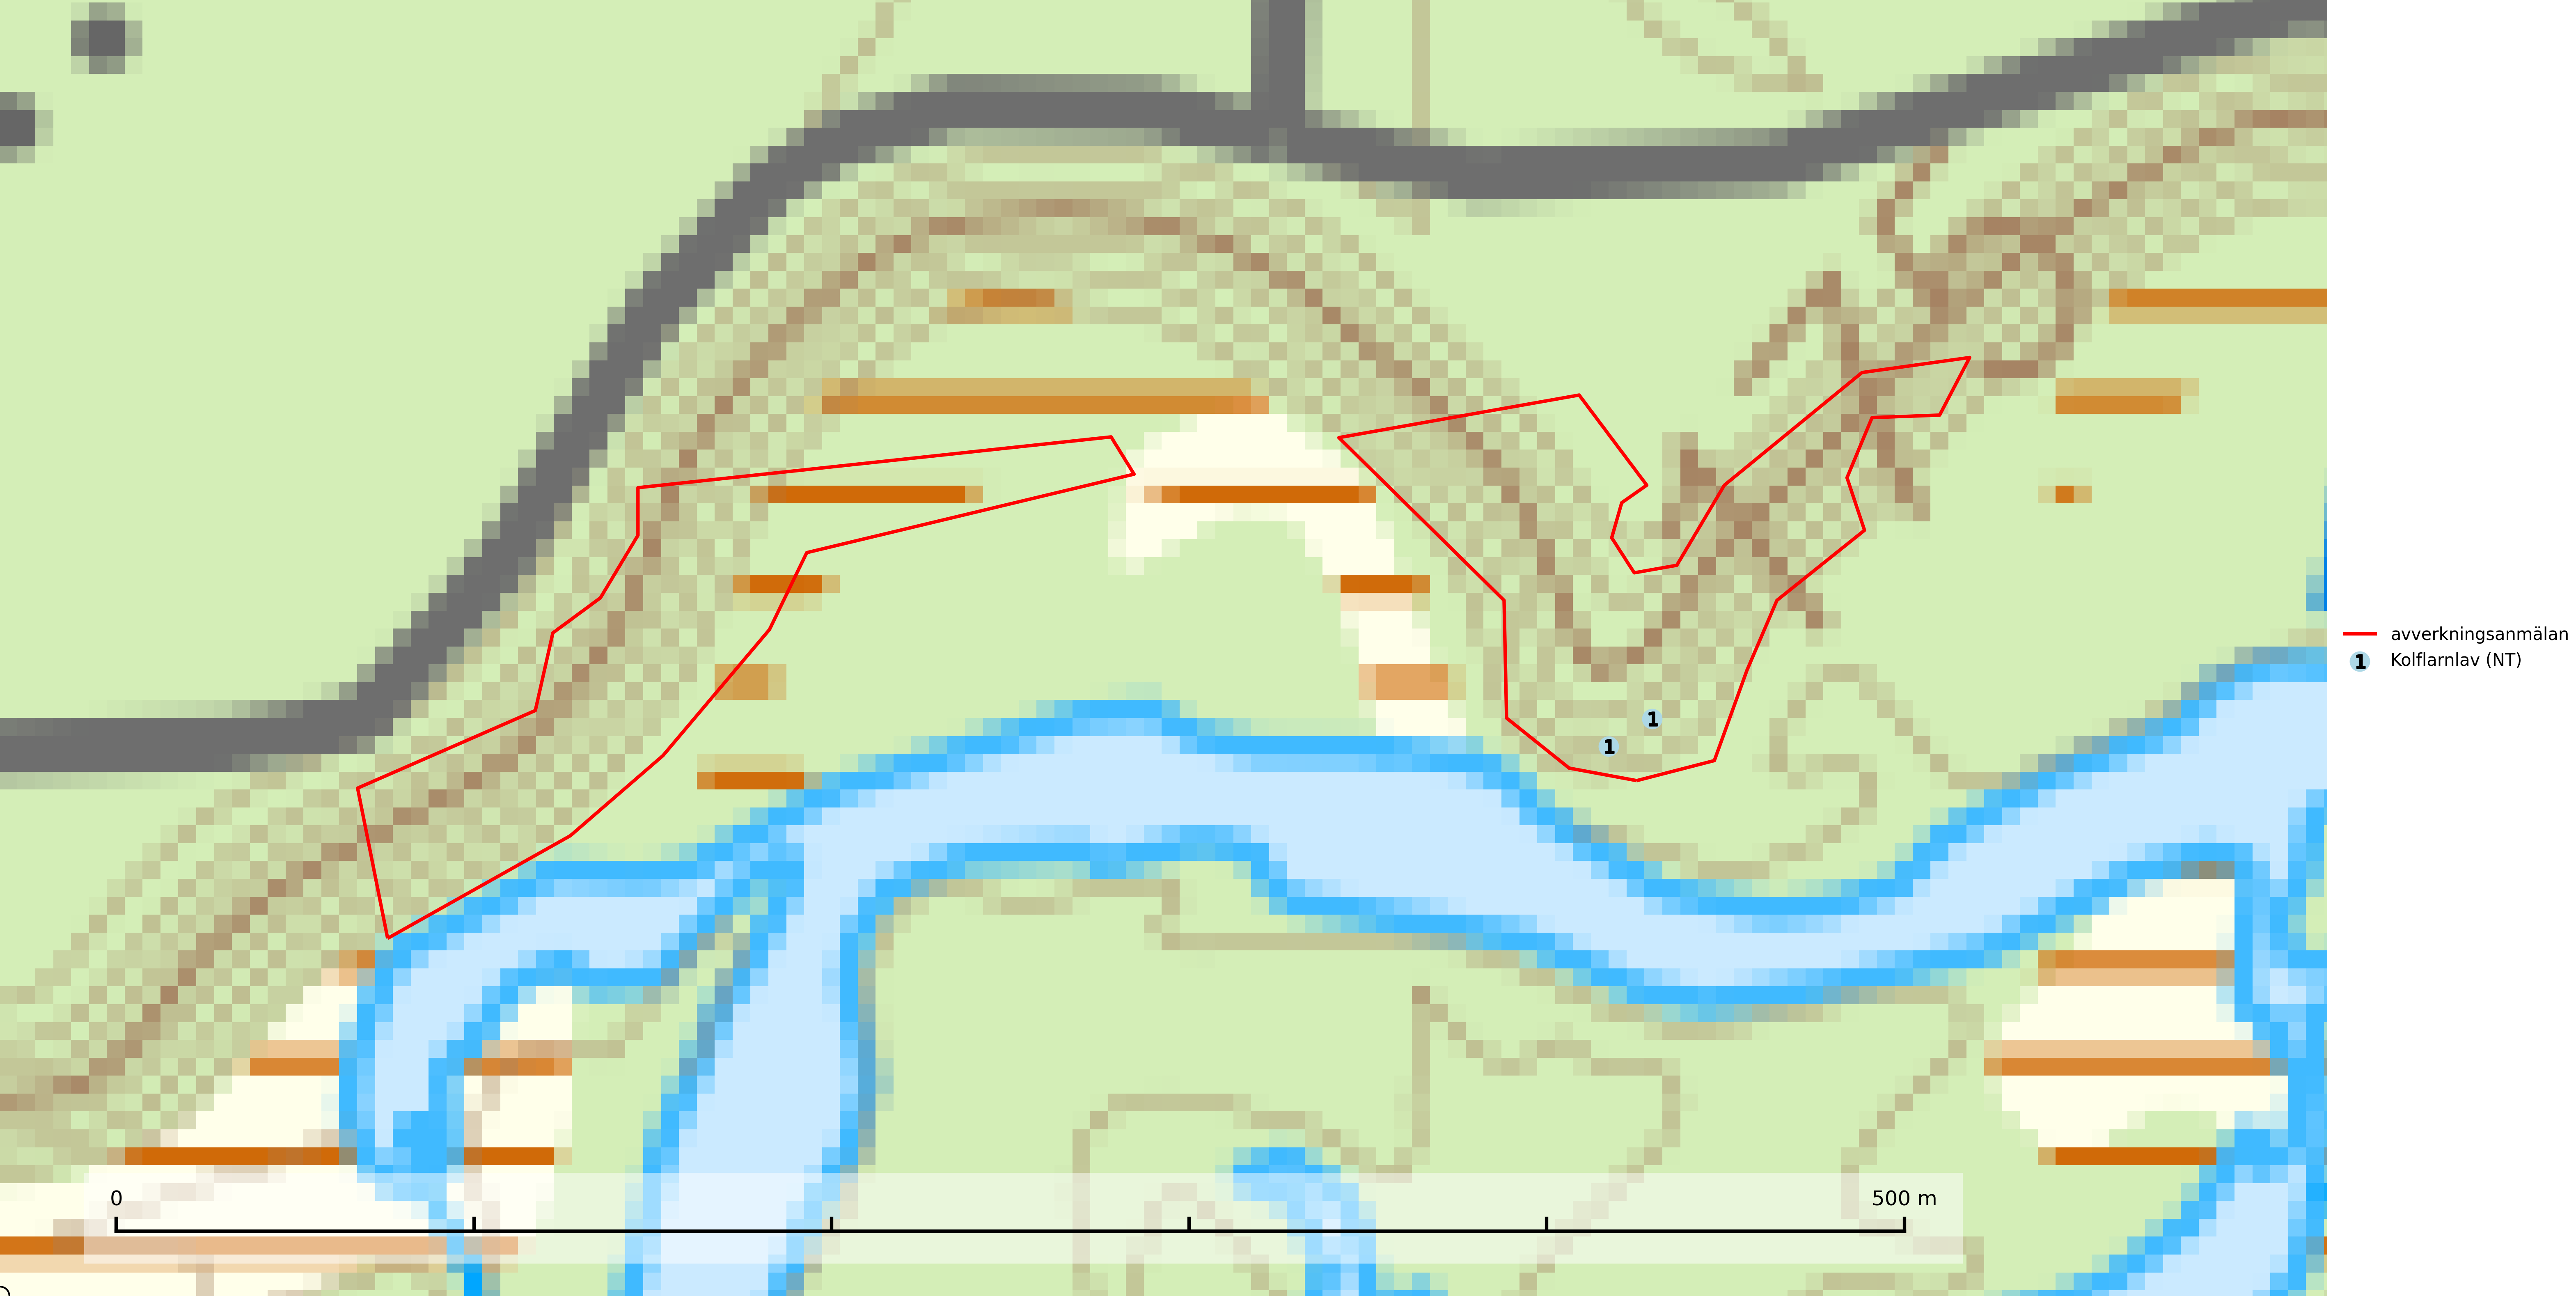 avverkningsanmälan
1 Kolflarnlav (NT)
1
1
0 500 m